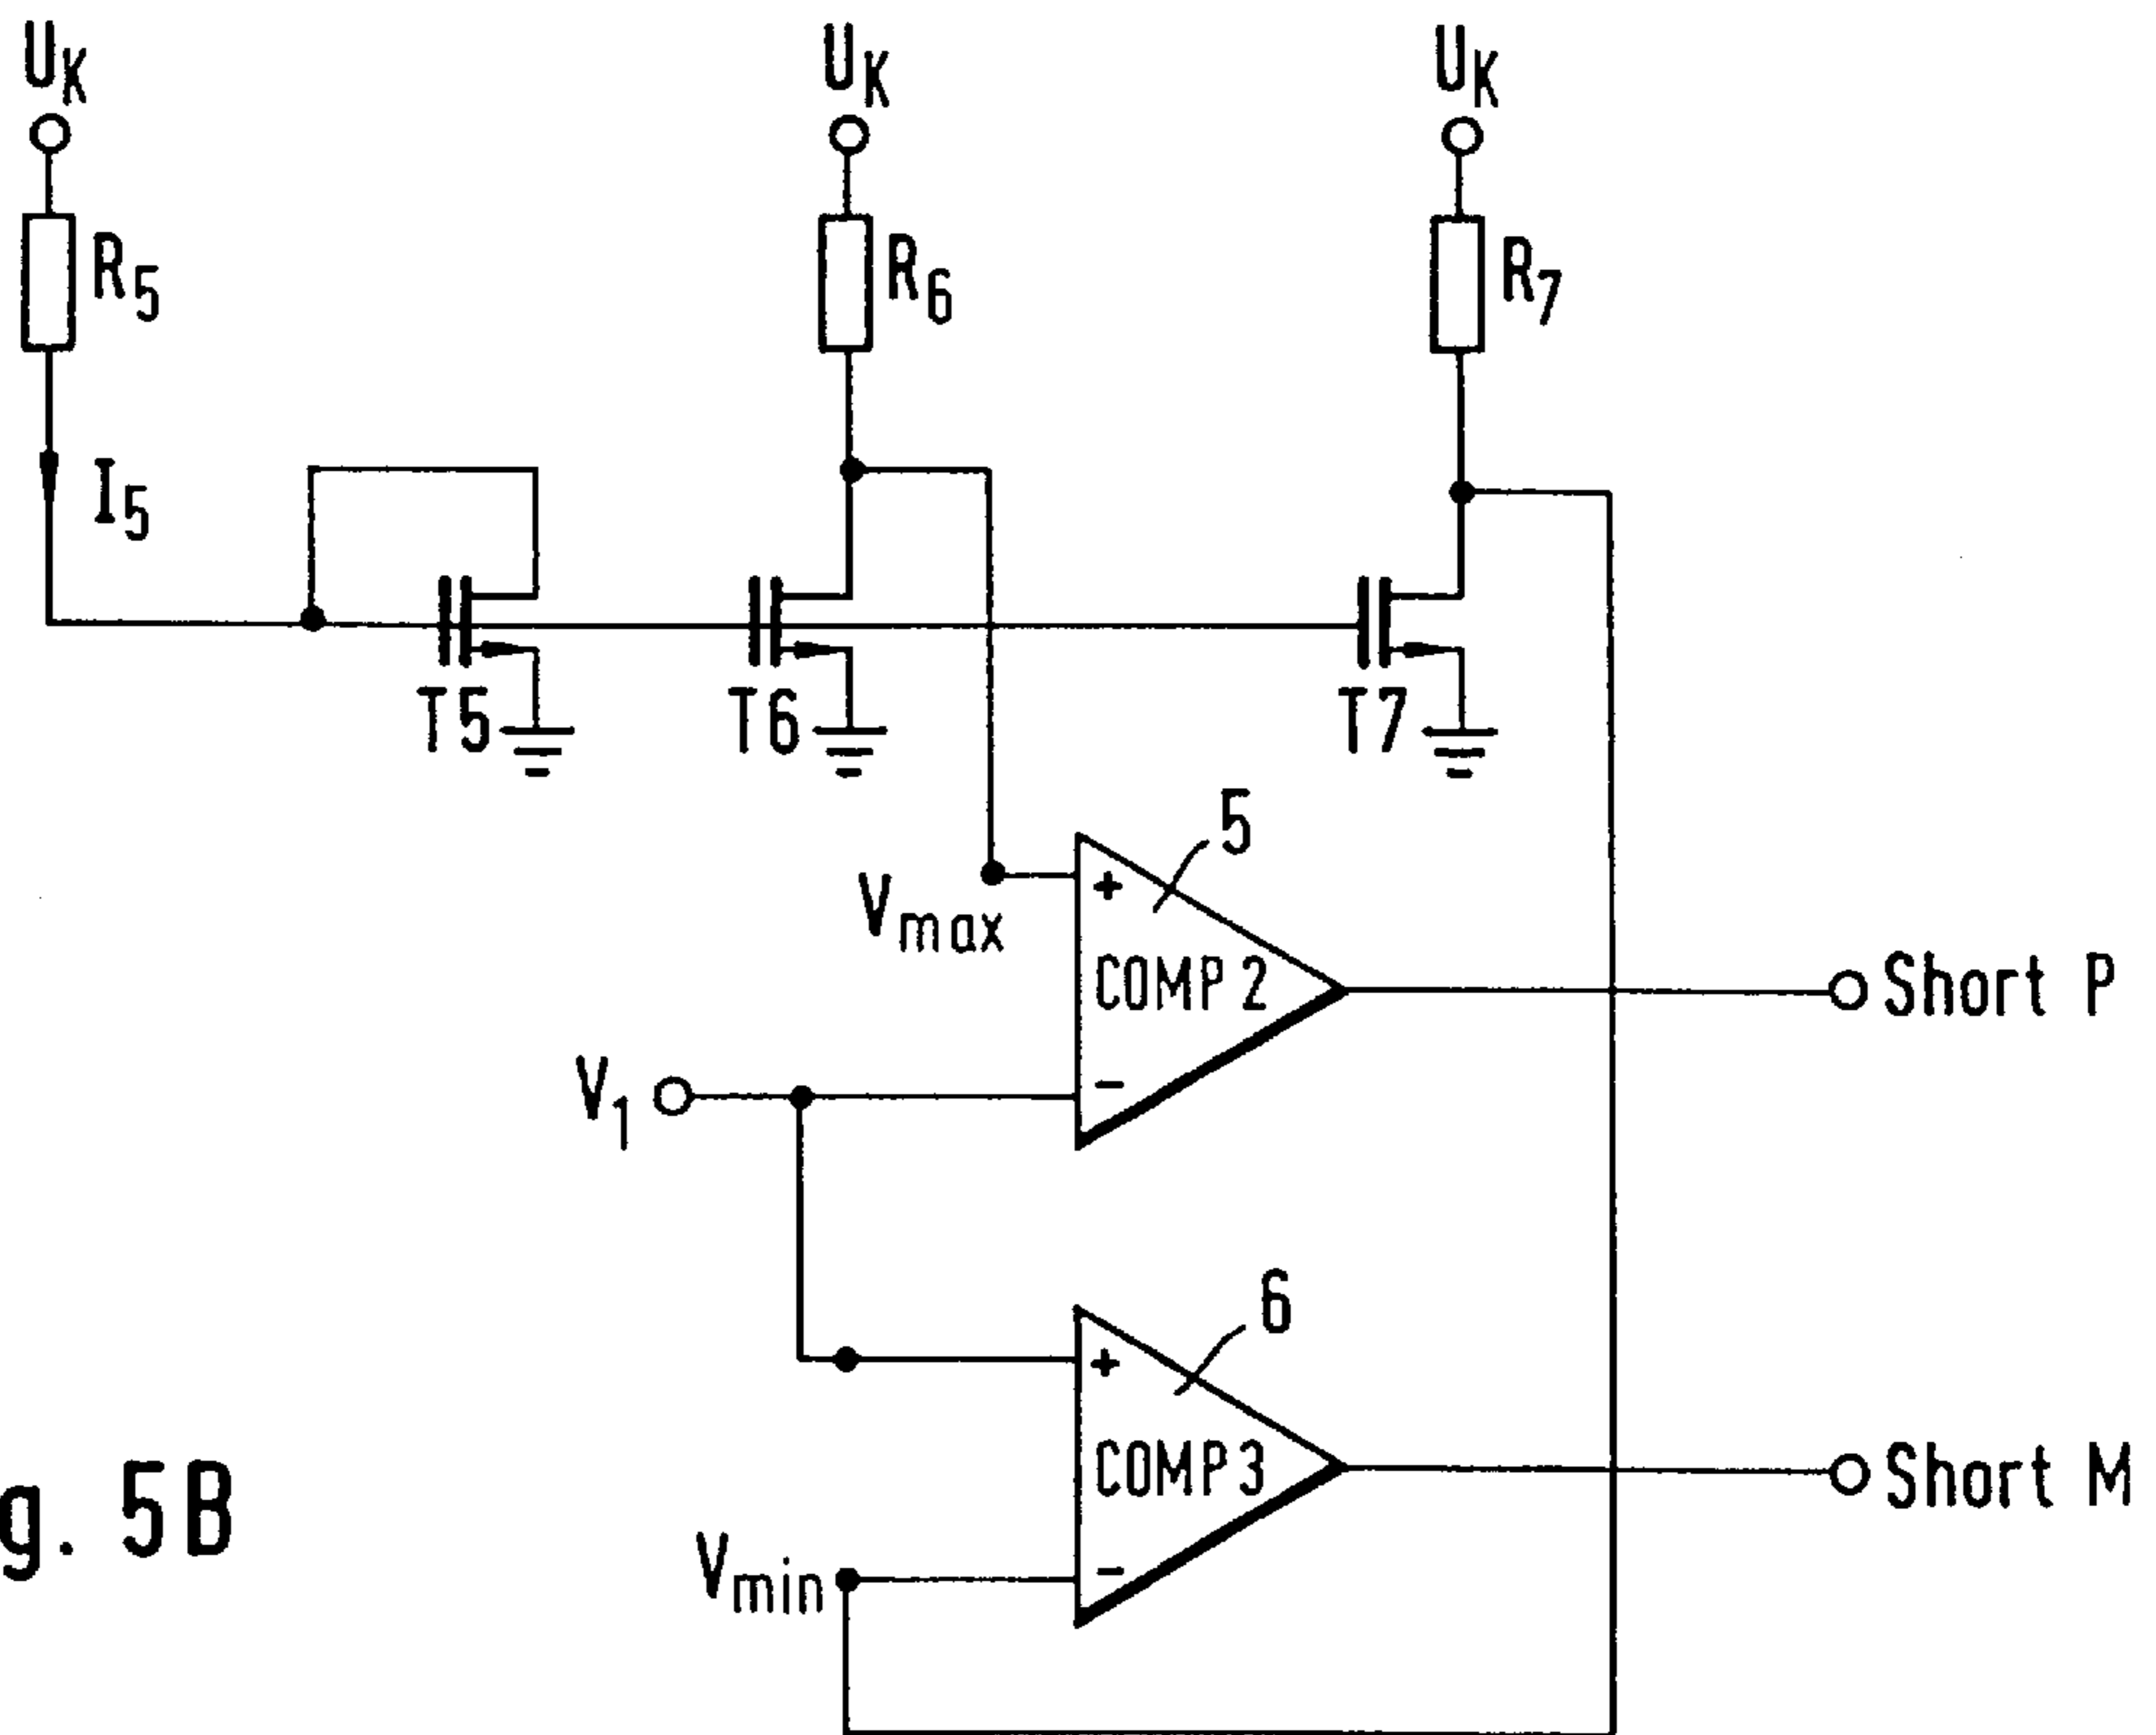 U_K U_K U_K
R_5 R_6 R_7
I_5
T5 T6 T7
5
+
V_max
COMP 2
Short P
-
V_1
6
+
COMP 3
Short M
g. 5B
V_min
-